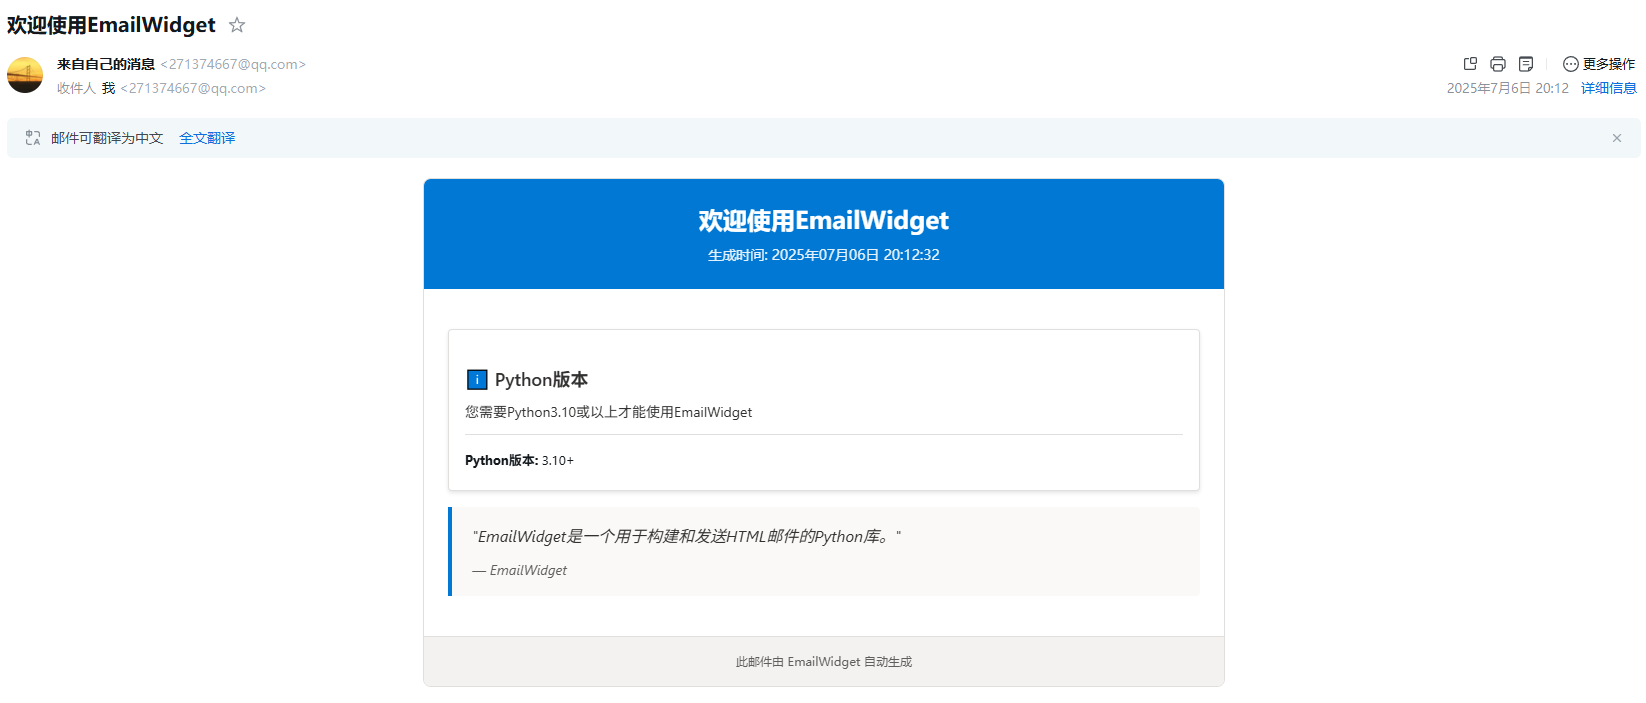 欢迎使用EmailWidget
来自自己的消息 <271374667@qq.com>
更多操作
收件人 我 <271374667@qq.com>
2025年7月6日 20:12 详细信息
邮件可翻译为中文 全文翻译
欢迎使用EmailWidget
生成时间: 2025年07月06日 20:12:32
i Python版本
您需要Python3.10或以上才能使用EmailWidget
Python版本: 3.10+
"EmailWidget是一个用于构建和发送HTML邮件的Python库。"
— EmailWidget
此邮件由 EmailWidget 自动生成